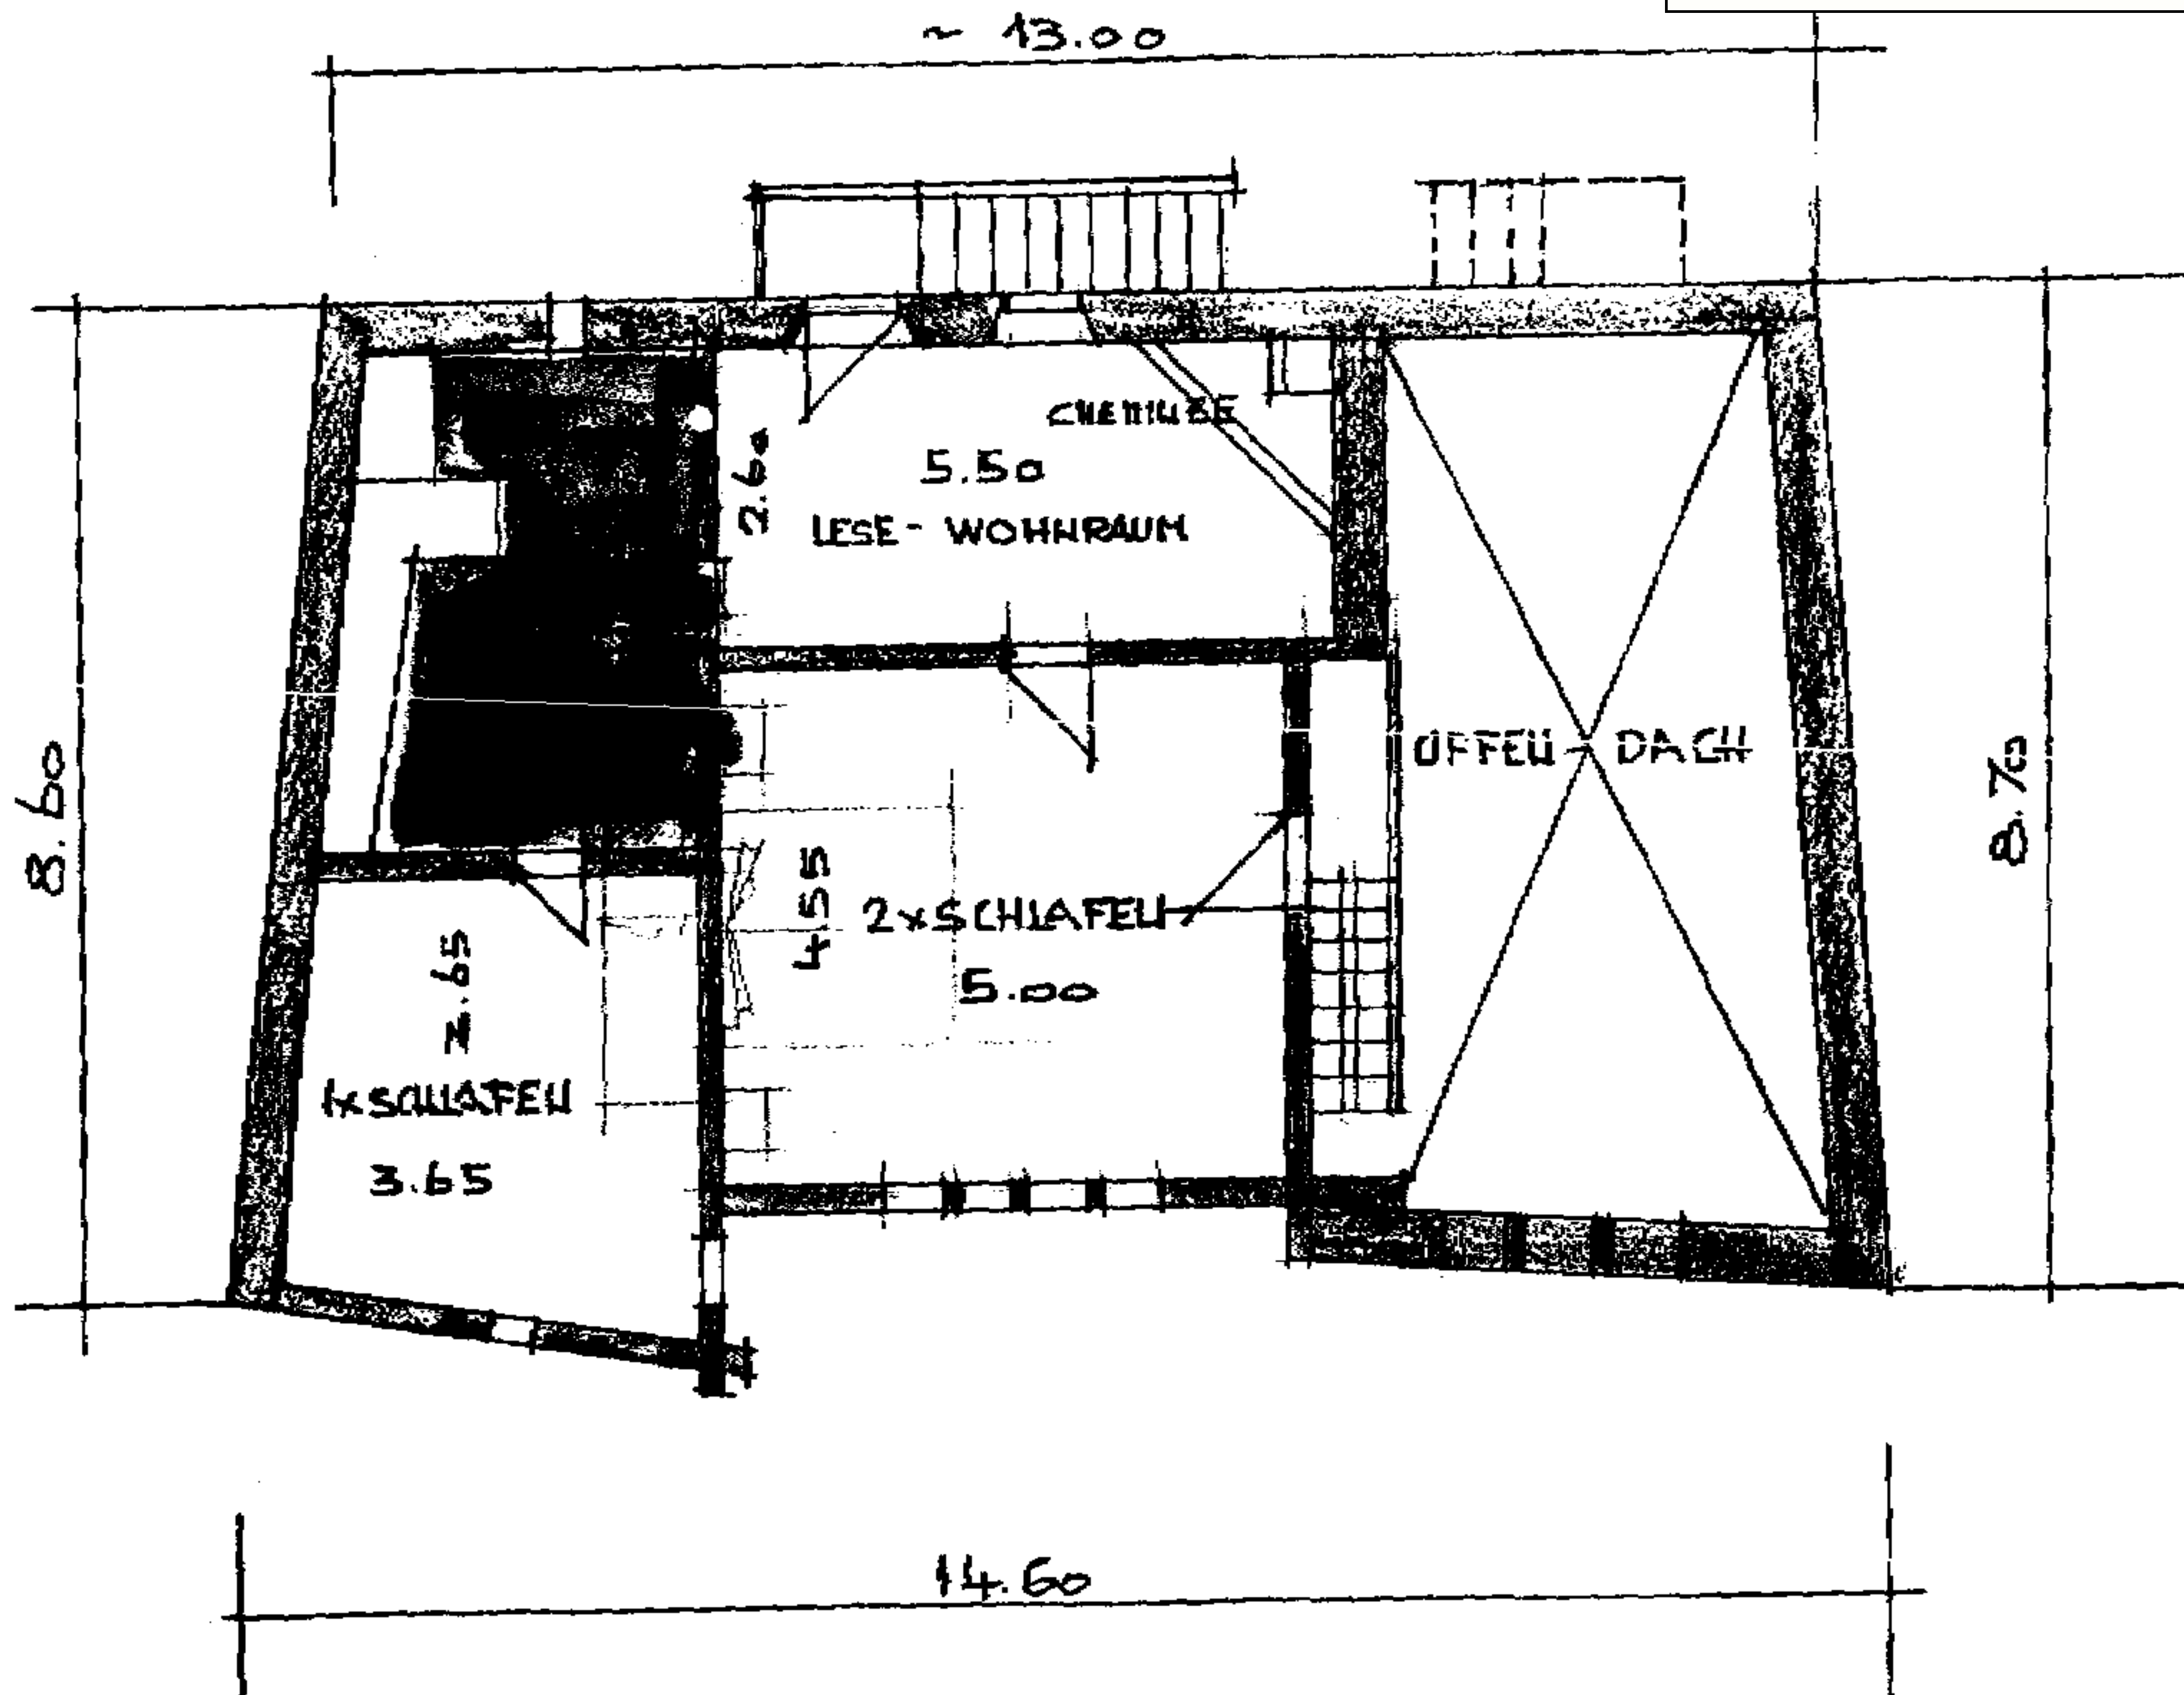 ~ 13.00
CHEMINEE
2.60
5.50
LESE - WOHNRAUM
OFFEN - DACH
8.60
8.70
4.55
2 x SCHLAFEN
5.00
2.65
1x SCHLAFEN
3.65
14.60